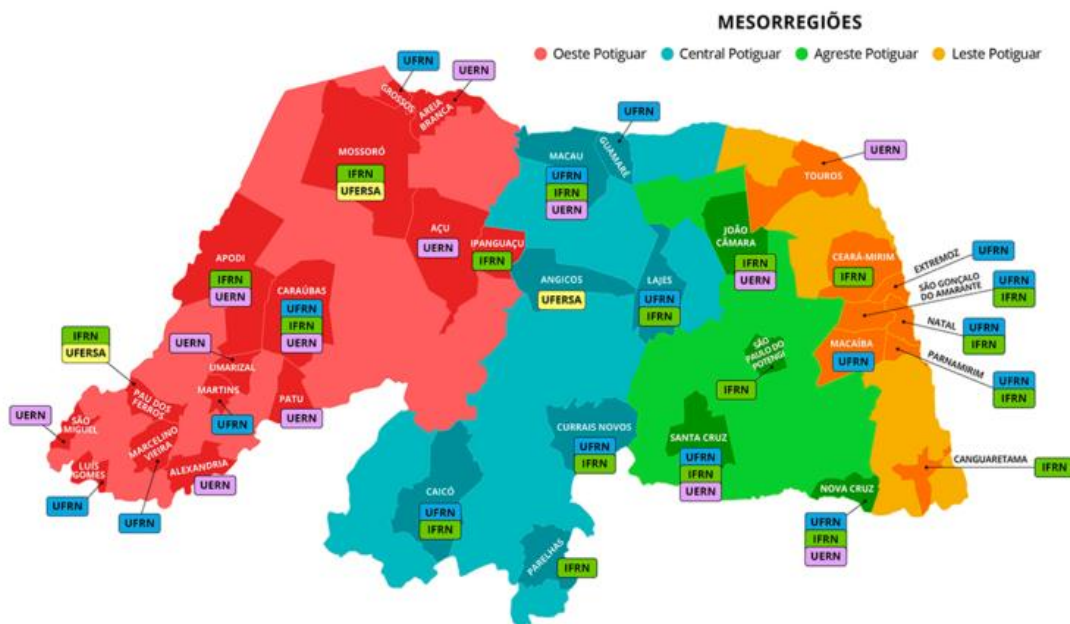 MESORREGIÕES
Oeste Potiguar
Central Potiguar
Agreste Potiguar
Leste Potiguar
UFRN
GROSSOS
UERN
AREIA
BRANCA
MOSSORÓ
IFRN
UFERSA
AÇU
UERN
IPANGUAÇU
IFRN
APODI
IFRN
UERN
CARAÚBAS
UFRN
IFRN
UERN
UERN
UMARIZAL
IFRN
UFERSA
PAU DOS
FERROS
MARTINS
UFRN
PATU
UERN
UERN
SÃO
MIGUEL
MARCELINO
VIEIRA
UFRN
LUÍS
GOMES
UFRN
ALEXANDRIA
UERN
MACAU
UFRN
IFRN
UERN
UFRN
GUAMARÉ
ANGICOS
UFERSA
LAJES
UFRN
IFRN
CURRAIS NOVOS
UFRN
IFRN
CAICÓ
UFRN
IFRN
PARELHAS
IFRN
JOÃO
CÂMARA
IFRN
UERN
SÃO
PAULO DO
POTENGI
IFRN
SANTA CRUZ
UFRN
IFRN
UERN
NOVA CRUZ
UFRN
IFRN
UERN
UERN
TOUROS
CEARÁ-MIRIM
IFRN
EXTREMOZ
UFRN
SÃO GONÇALO
DO AMARANTE
UFRN
IFRN
NATAL
UFRN
IFRN
MACAÍBA
UFRN
PARNAMIRIM
UFRN
IFRN
CANGUARETAMA
IFRN